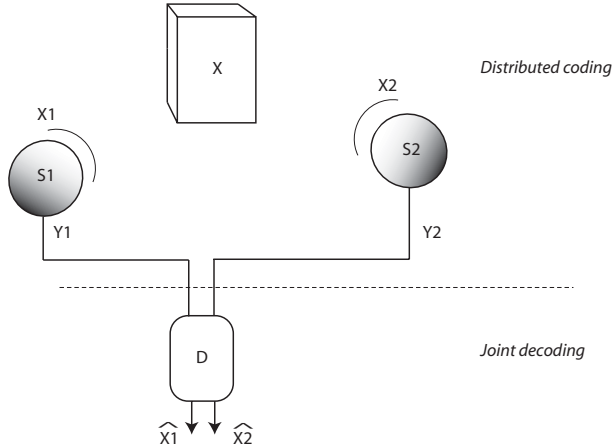 X
Distributed coding
X1
X2
S1
S2
Y1
Y2
D
Joint decoding
X̂1
X̂2